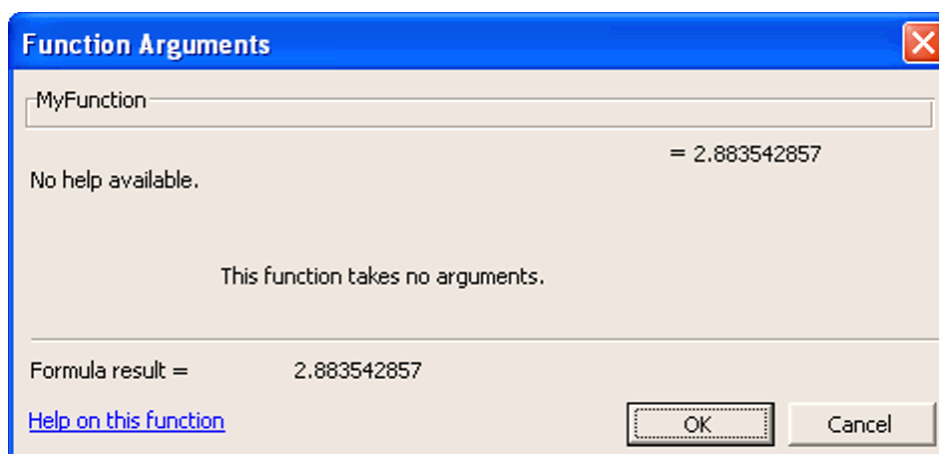 Function Arguments
MyFunction
= 2.883542857
No help available.
This function takes no arguments.
Formula result = 2.883542857
Help on this function
OK Cancel